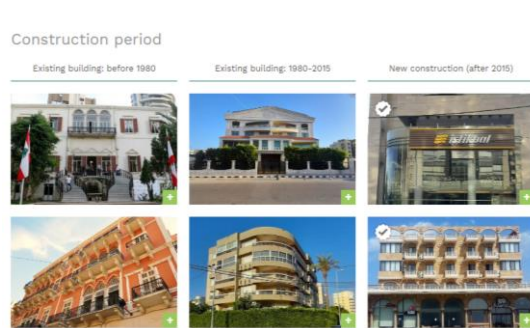 Construction period
Existing building: before 1980
Existing building: 1980-2015
New construction (after 2015)